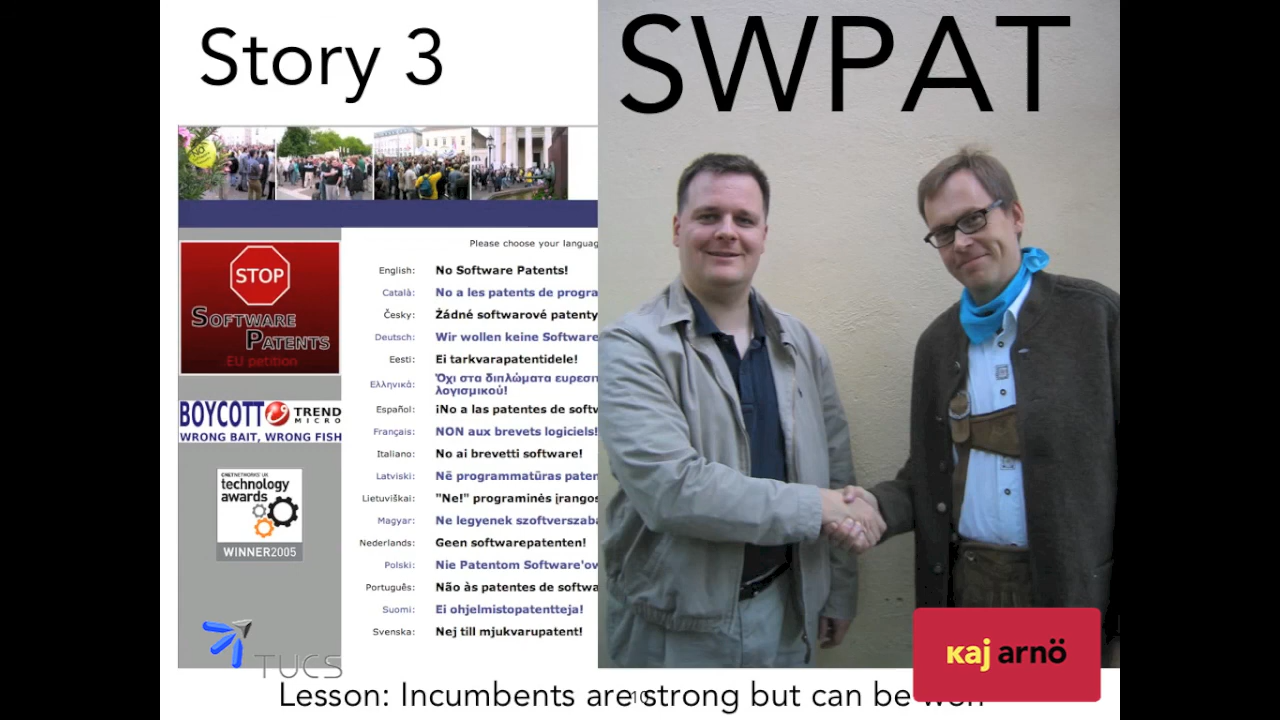 Story 3
SWPAT
Please choose your languag
STOP
SOFTWARE
PATENTS
EU petition
BOYCOTT TREND
MICRO
WRONG BAIT, WRONG FISH
technology
awards
WINNER2005
English: No Software Patents!
Català: No a les patents de progra
Česky: Žádné softwarové patenty
Deutsch: Wir wollen keine Software
Eesti: Ei tarkvarapatentidele!
Ελληνικά: Όχι στα διπλώματα ευρεσιτ
λογισμικού!
Español: ¡No a las patentes de softw
Français: NON aux brevets logiciels!
Italiano: No ai brevetti software!
Latviski: Nē programmatūras paten
Lietuviškai: "Ne!" programinės įrangos
Magyar: Ne legyenek szoftverszaba
Nederlands: Geen softwarepatenten!
Polski: Nie Patentom Software'ov
Português: Não às patentes de softwa
Suomi: Ei ohjelmistopatentteja!
Svenska: Nej till mjukvarupatent!
TUCS
kaj arnö
Lesson: Incumbents are strong but can be won
10